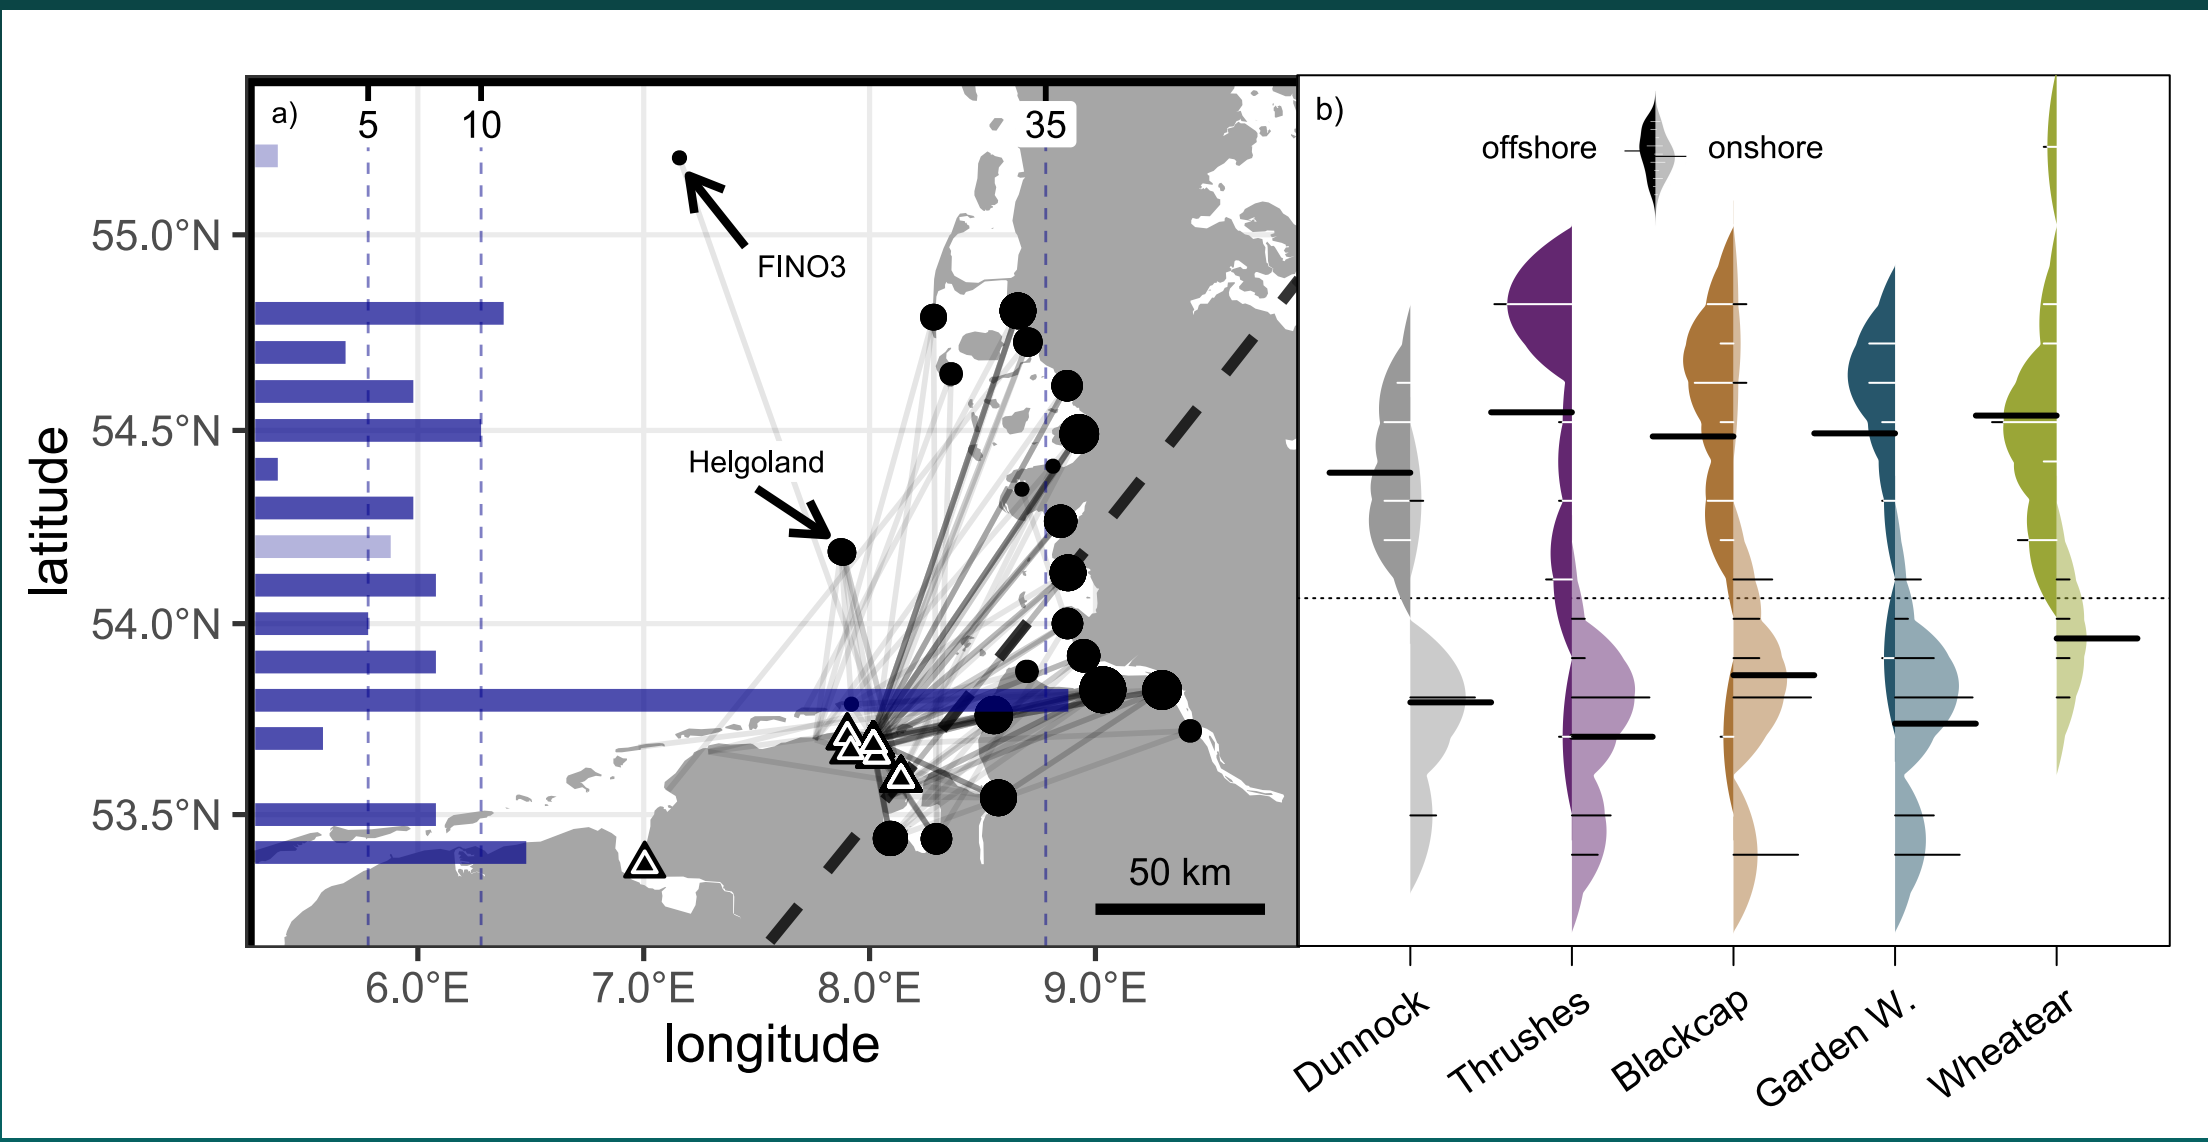 a)
5
10
35
b)
offshore
onshore
55.0°N
FINO3
54.5°N
Helgoland
latitude
54.0°N
53.5°N
50 km
6.0°E
7.0°E
8.0°E
9.0°E
longitude
Dunnock
Thrushes
Blackcap
Garden W.
Wheatear